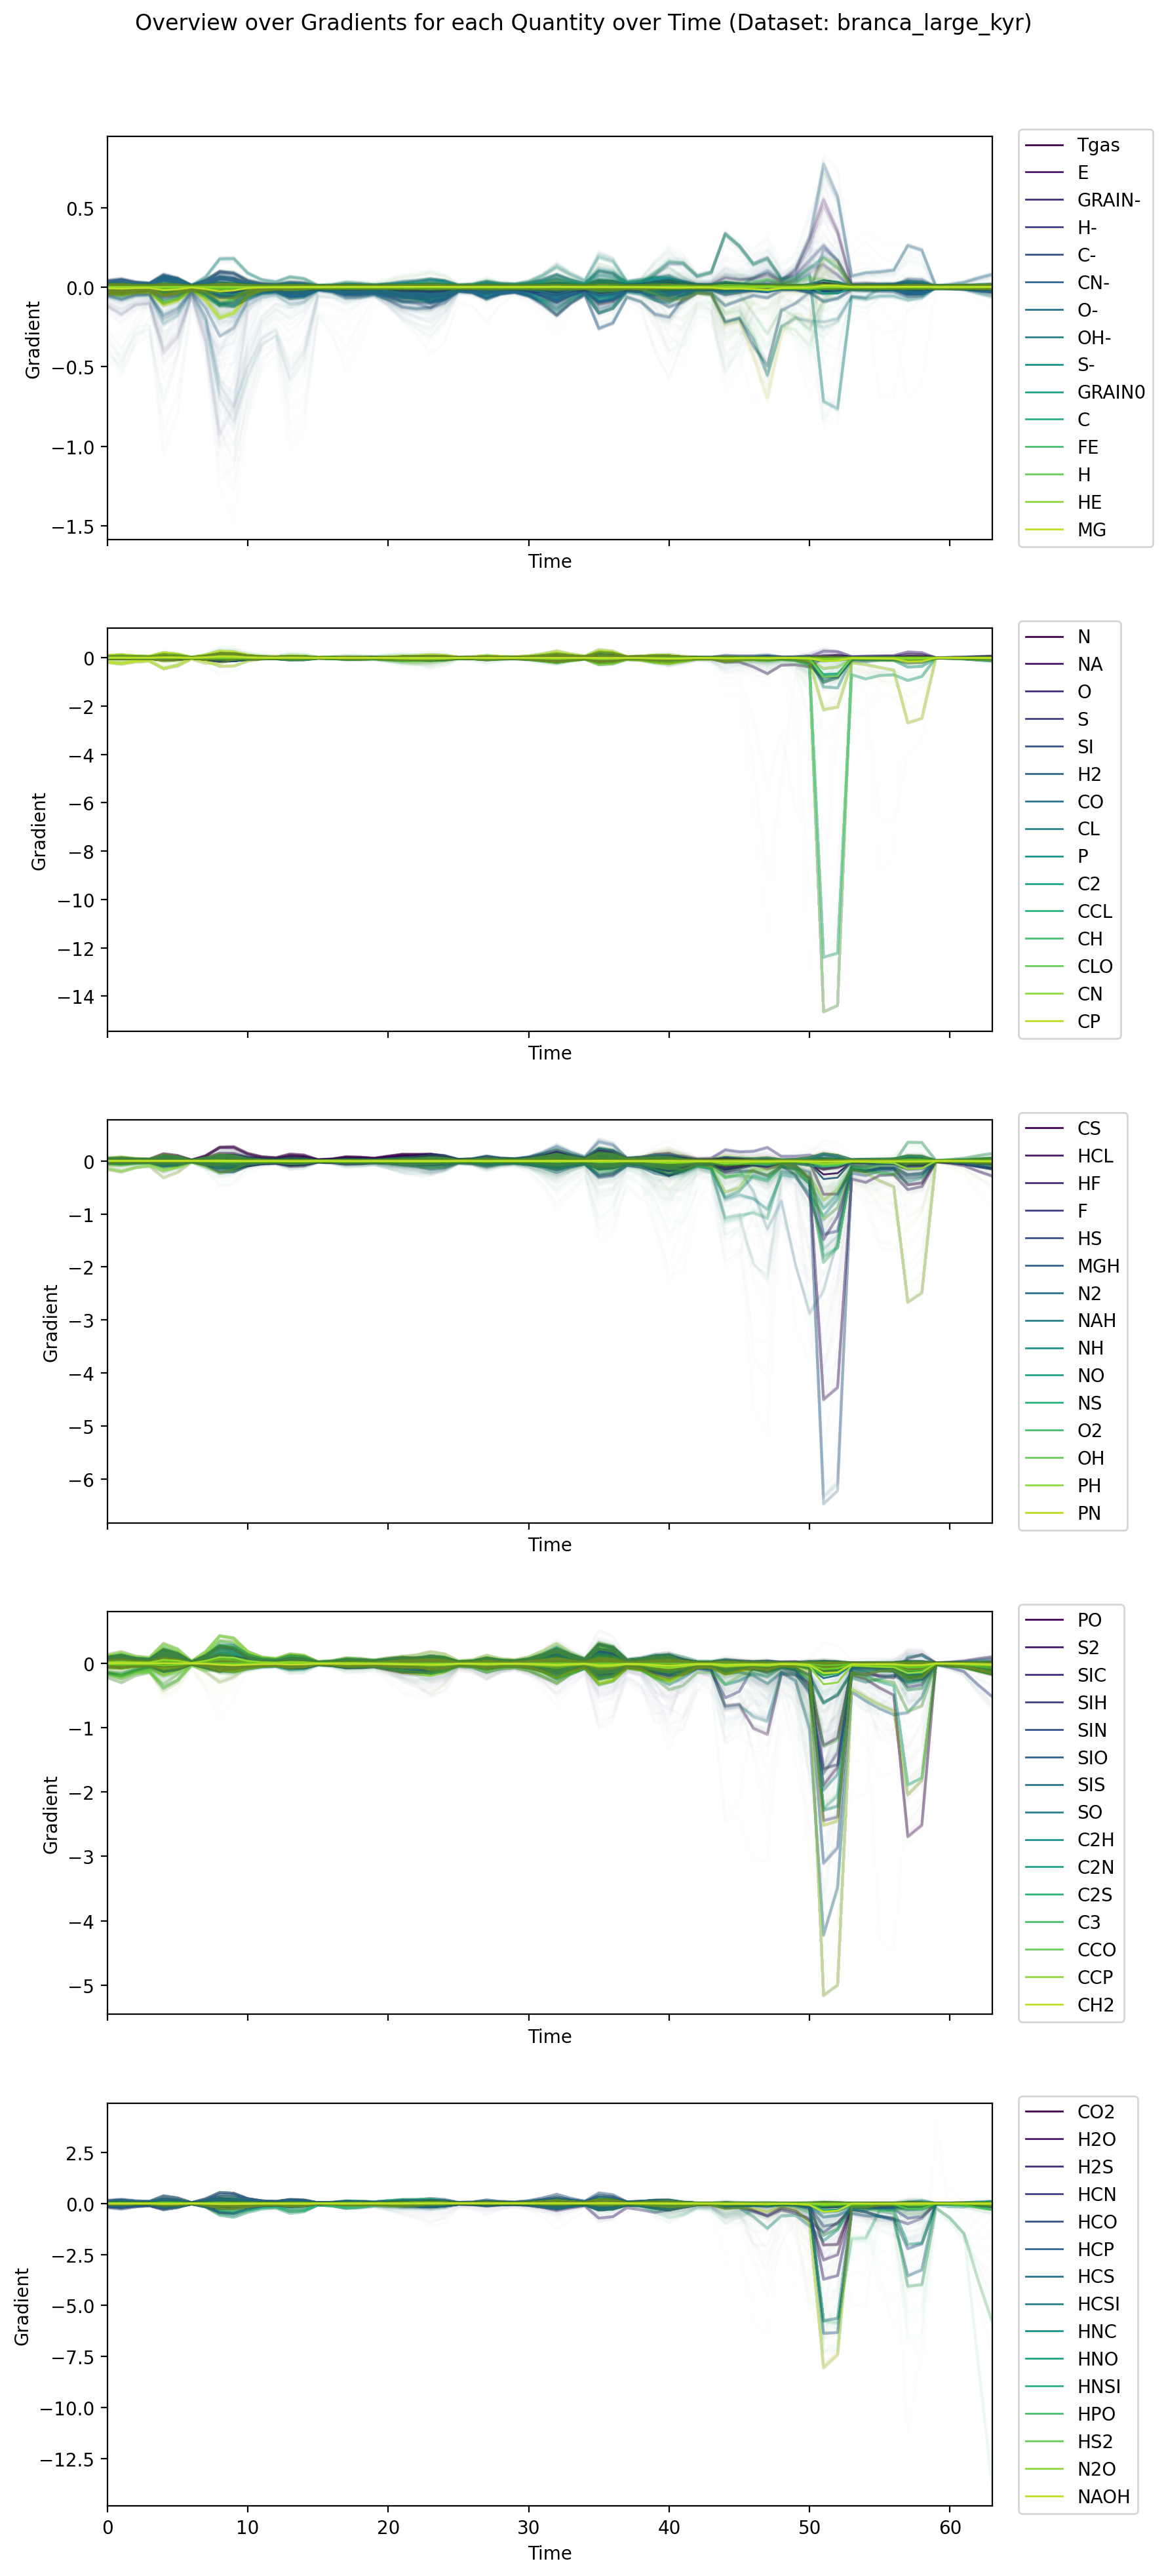 Overview over Gradients for each Quantity over Time (Dataset: branca_large_kyr)
0.5
0.0
−0.5
−1.0
−1.5
Gradient
Time
Tgas
E
GRAIN-
H-
C-
CN-
O-
OH-
S-
GRAIN0
C
FE
H
HE
MG
0
−2
−4
−6
−8
−10
−12
−14
Gradient
Time
N
NA
O
S
SI
H2
CO
CL
P
C2
CCL
CH
CLO
CN
CP
0
−1
−2
−3
−4
−5
−6
Gradient
Time
CS
HCL
HF
F
HS
MGH
N2
NAH
NH
NO
NS
O2
OH
PH
PN
0
−1
−2
−3
−4
−5
Gradient
Time
PO
S2
SIC
SIH
SIN
SIO
SIS
SO
C2H
C2N
C2S
C3
CCO
CCP
CH2
2.5
0.0
−2.5
−5.0
−7.5
−10.0
−12.5
Gradient
0 10 20 30 40 50 60
Time
CO2
H2O
H2S
HCN
HCO
HCP
HCS
HCSI
HNC
HNO
HNSI
HPO
HS2
N2O
NAOH